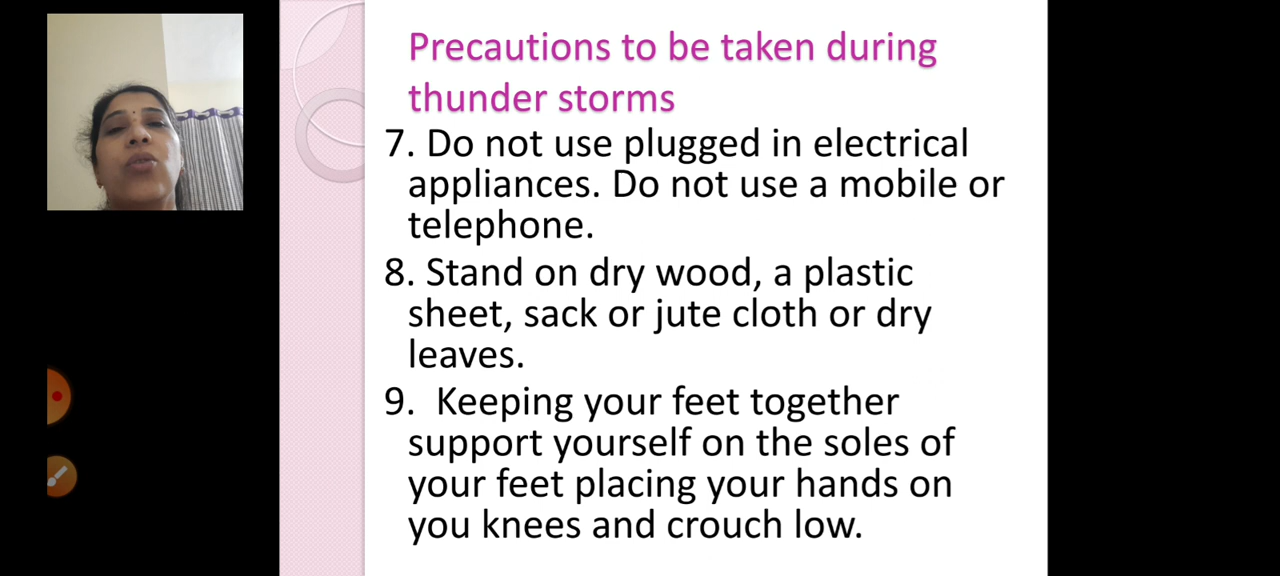 Precautions to be taken during
thunder storms
7. Do not use plugged in electrical
appliances. Do not use a mobile or
telephone.
8. Stand on dry wood, a plastic
sheet, sack or jute cloth or dry
leaves.
9.  Keeping your feet together
support yourself on the soles of
your feet placing your hands on
you knees and crouch low.